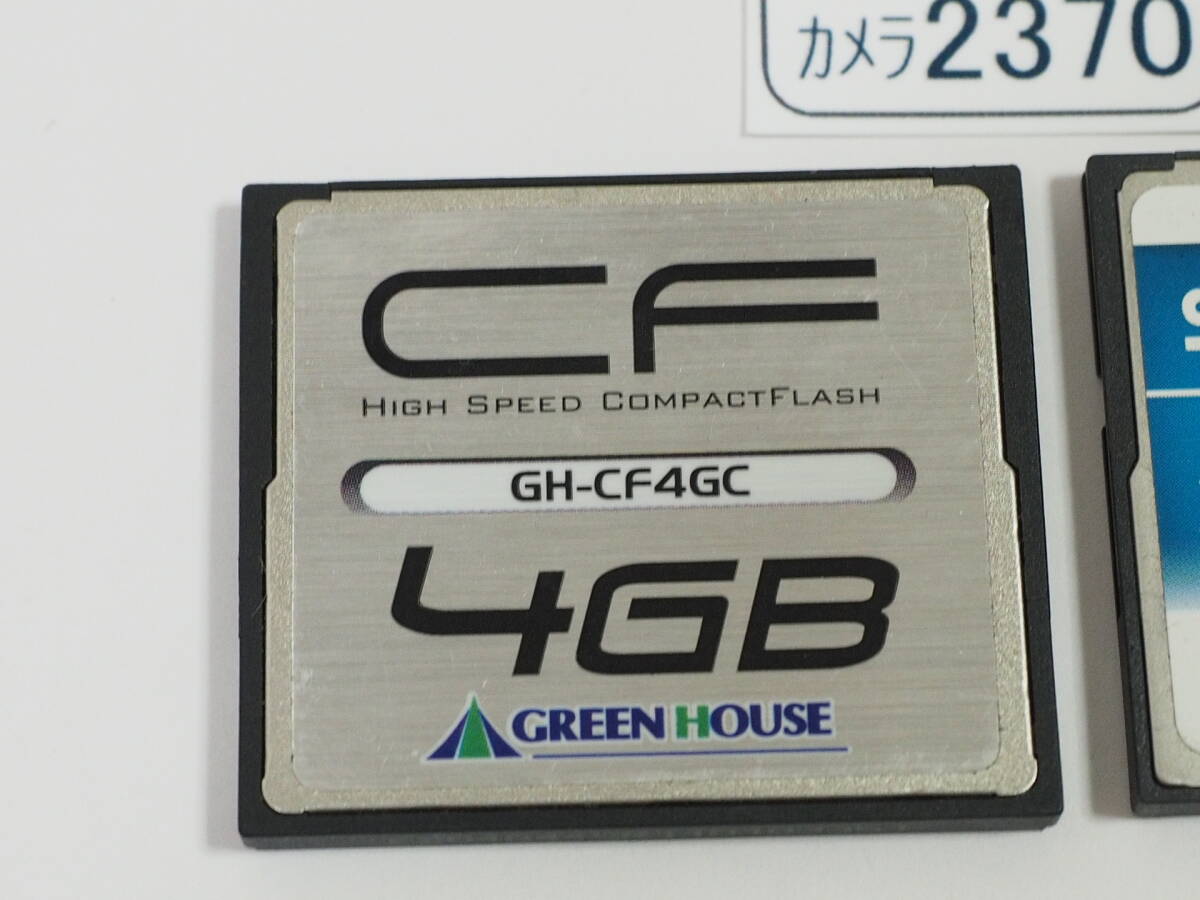 カメラ2370
CF
HIGH SPEED COMPACTFLASH
GH-CF4GC
4GB
GREEN HOUSE